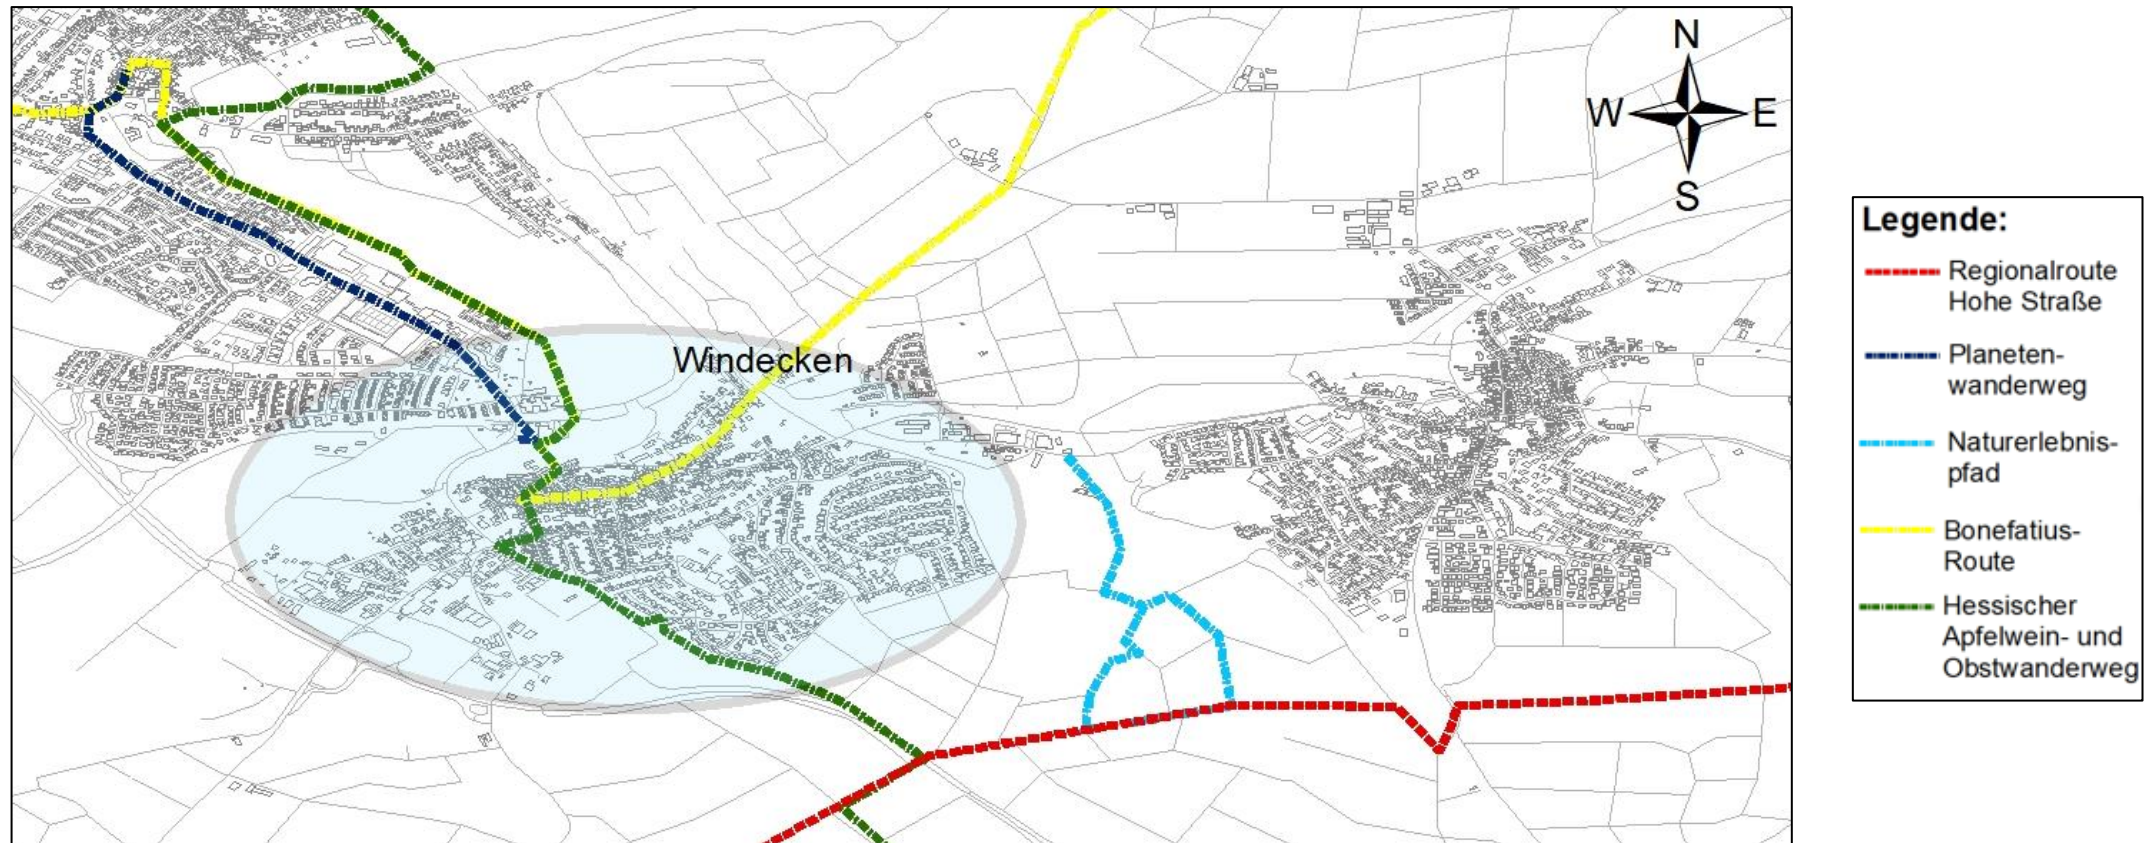 N
W E
S
Windecken
Legende:
Regionalroute
Hohe Straße
Planeten-
wanderweg
Naturerlebnis-
pfad
Bonefatius-
Route
Hessischer
Apfelwein- und
Obstwanderweg